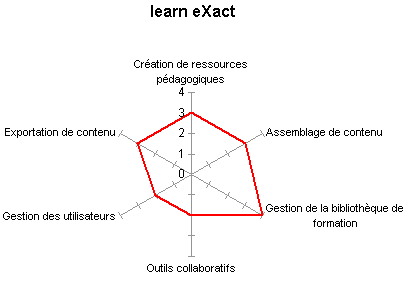 learn eXact
Création de ressources
pédagogiques
4
3
2
1
0
Exportation de contenu
Assemblage de contenu
Gestion des utilisateurs
Gestion de la bibliothèque de
formation
Outils collaboratifs